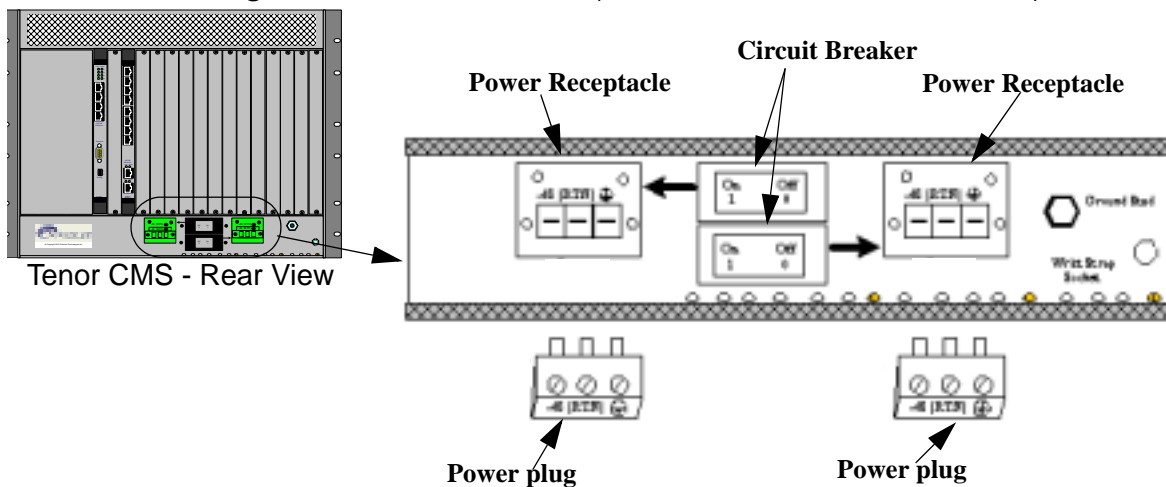 Circuit Breaker
Power Receptacle
Power Receptacle
On Off
1 0
-48 (RTN)
-48 (RTN)
Ground Stud
On Off
1 0
Wrist Strap
Socket
Tenor CMS - Rear View
-48 (RTN)
-48 (RTN)
Power plug
Power plug